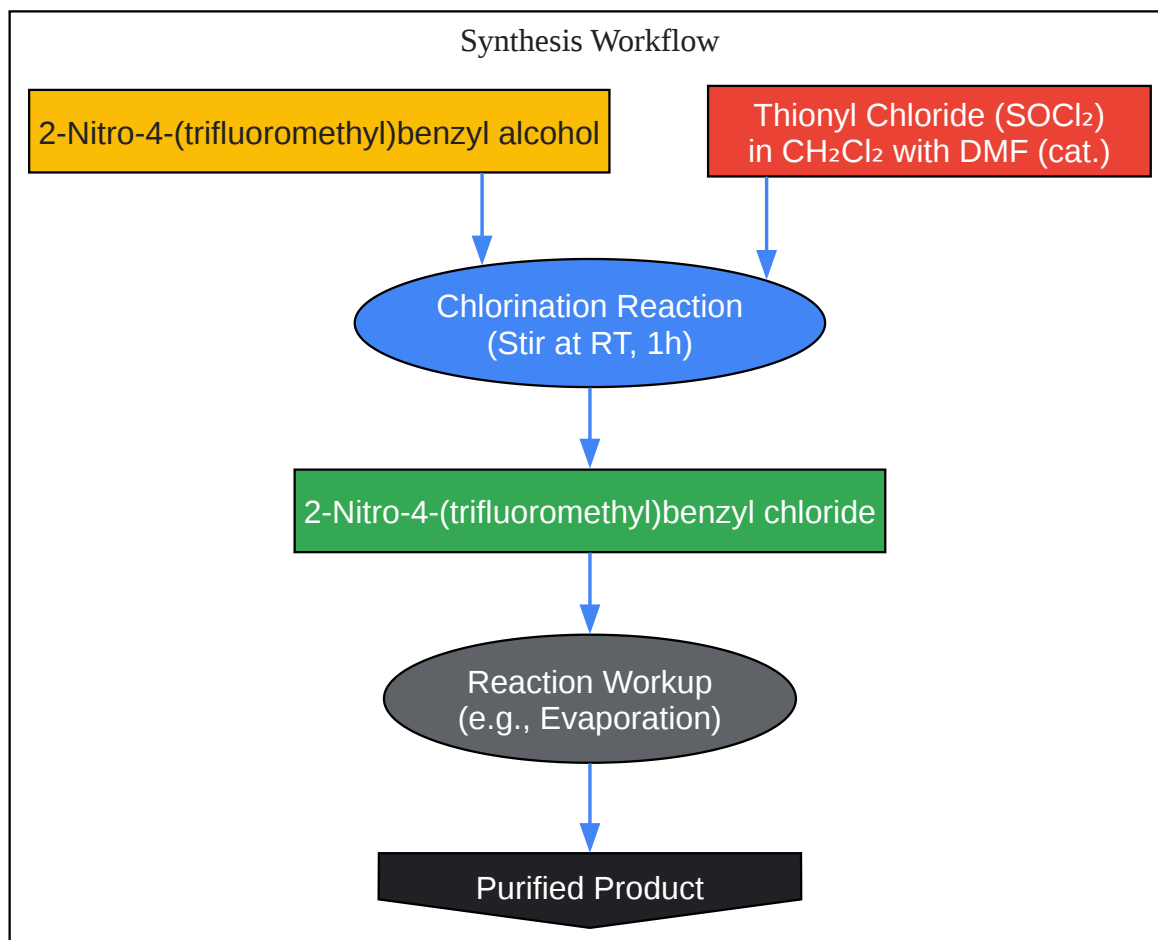 Synthesis Workflow
2-Nitro-4-(trifluoromethyl)benzyl alcohol
Thionyl Chloride (SOCl₂)
in CH₂Cl₂ with DMF (cat.)
Chlorination Reaction
(Stir at RT, 1h)
2-Nitro-4-(trifluoromethyl)benzyl chloride
Reaction Workup
(e.g., Evaporation)
Purified Product